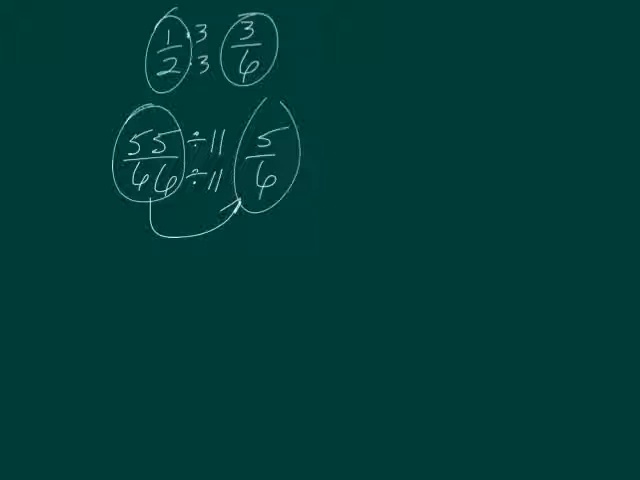 1/2 · 3 / · 3 3/6
55/66 ÷ 11 / ÷ 11 5/6